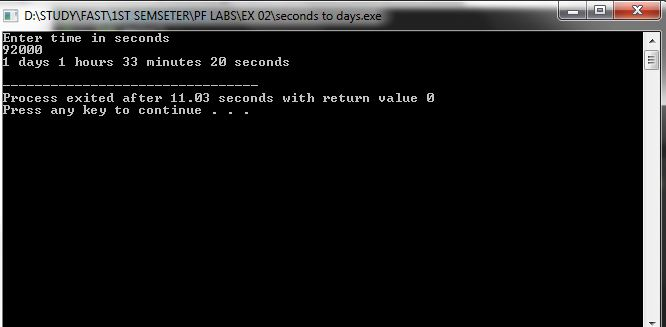 D:\STUDY\FAST\1ST SEMSETER\PF LABS\EX 02\seconds to days.exe
Enter time in seconds
92000
1 days 1 hours 33 minutes 20 seconds
--------------------------------
Process exited after 11.03 seconds with return value 0
Press any key to continue . . .